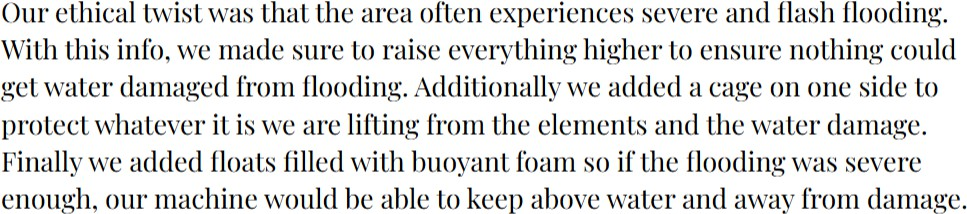 Our ethical twist was that the area often experiences severe and flash flooding.
With this info, we made sure to raise everything higher to ensure nothing could
get water damaged from flooding. Additionally we added a cage on one side to
protect whatever it is we are lifting from the elements and the water damage.
Finally we added floats filled with buoyant foam so if the flooding was severe
enough, our machine would be able to keep above water and away from damage.